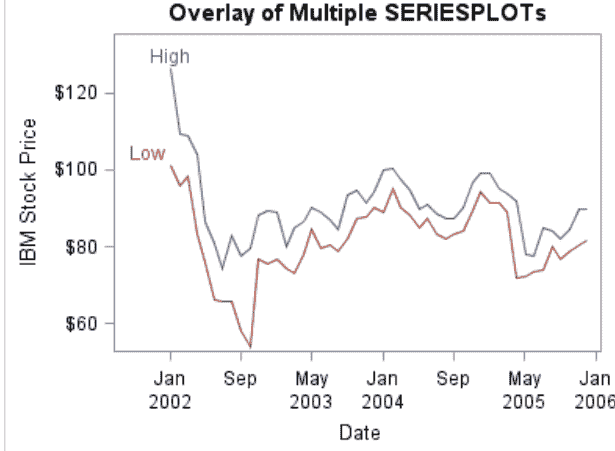 Overlay of Multiple SERIESPLOTs
High
$120
Low
$100
IBM Stock Price
$80
$60
Jan Sep May Jan Sep May Jan
2002 2003 2004 2005 2006
Date